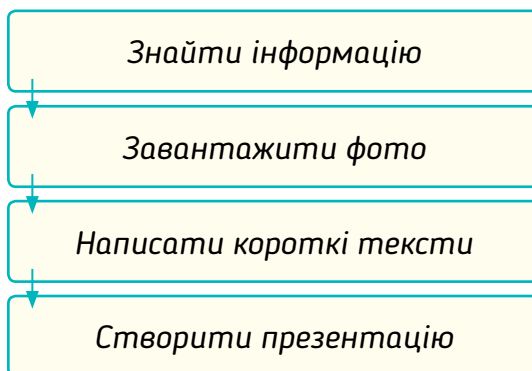 Знайти інформацію
Завантажити фото
Написати короткі тексти
Створити презентацію